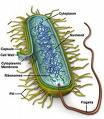 Cytoplasm
Nucleoid
Capsule
Cell Wall
Cytoplasmic
Membrane
Ribosomes
Pili
Flagella